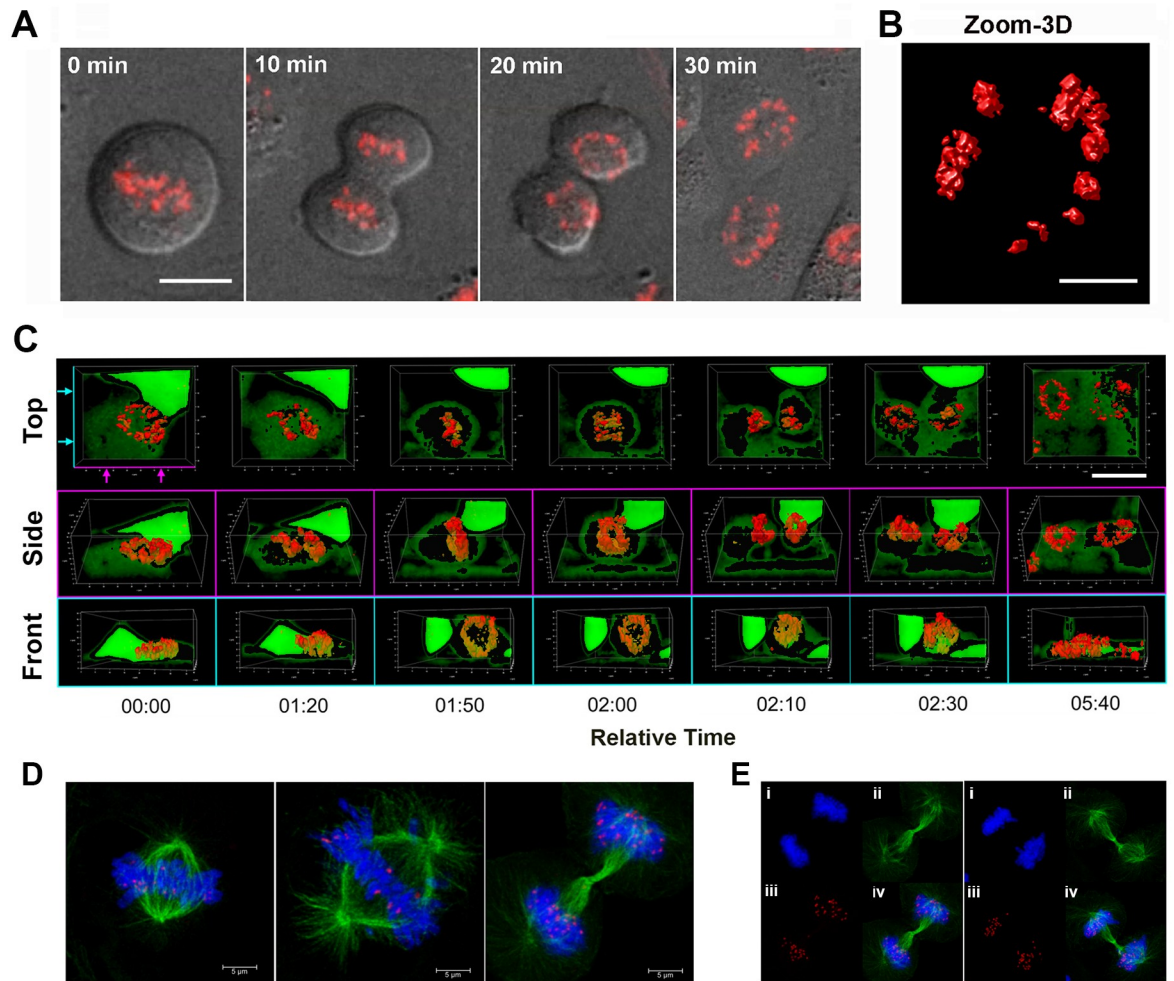 A
B
Zoom-3D
0 min
10 min
20 min
30 min
C
Top
Side
Front
00:00
01:20
01:50
02:00
02:10
02:30
05:40
Relative Time
D
5 µm
5 µm
E
i
ii
i
ii
iii
iv
iii
iv